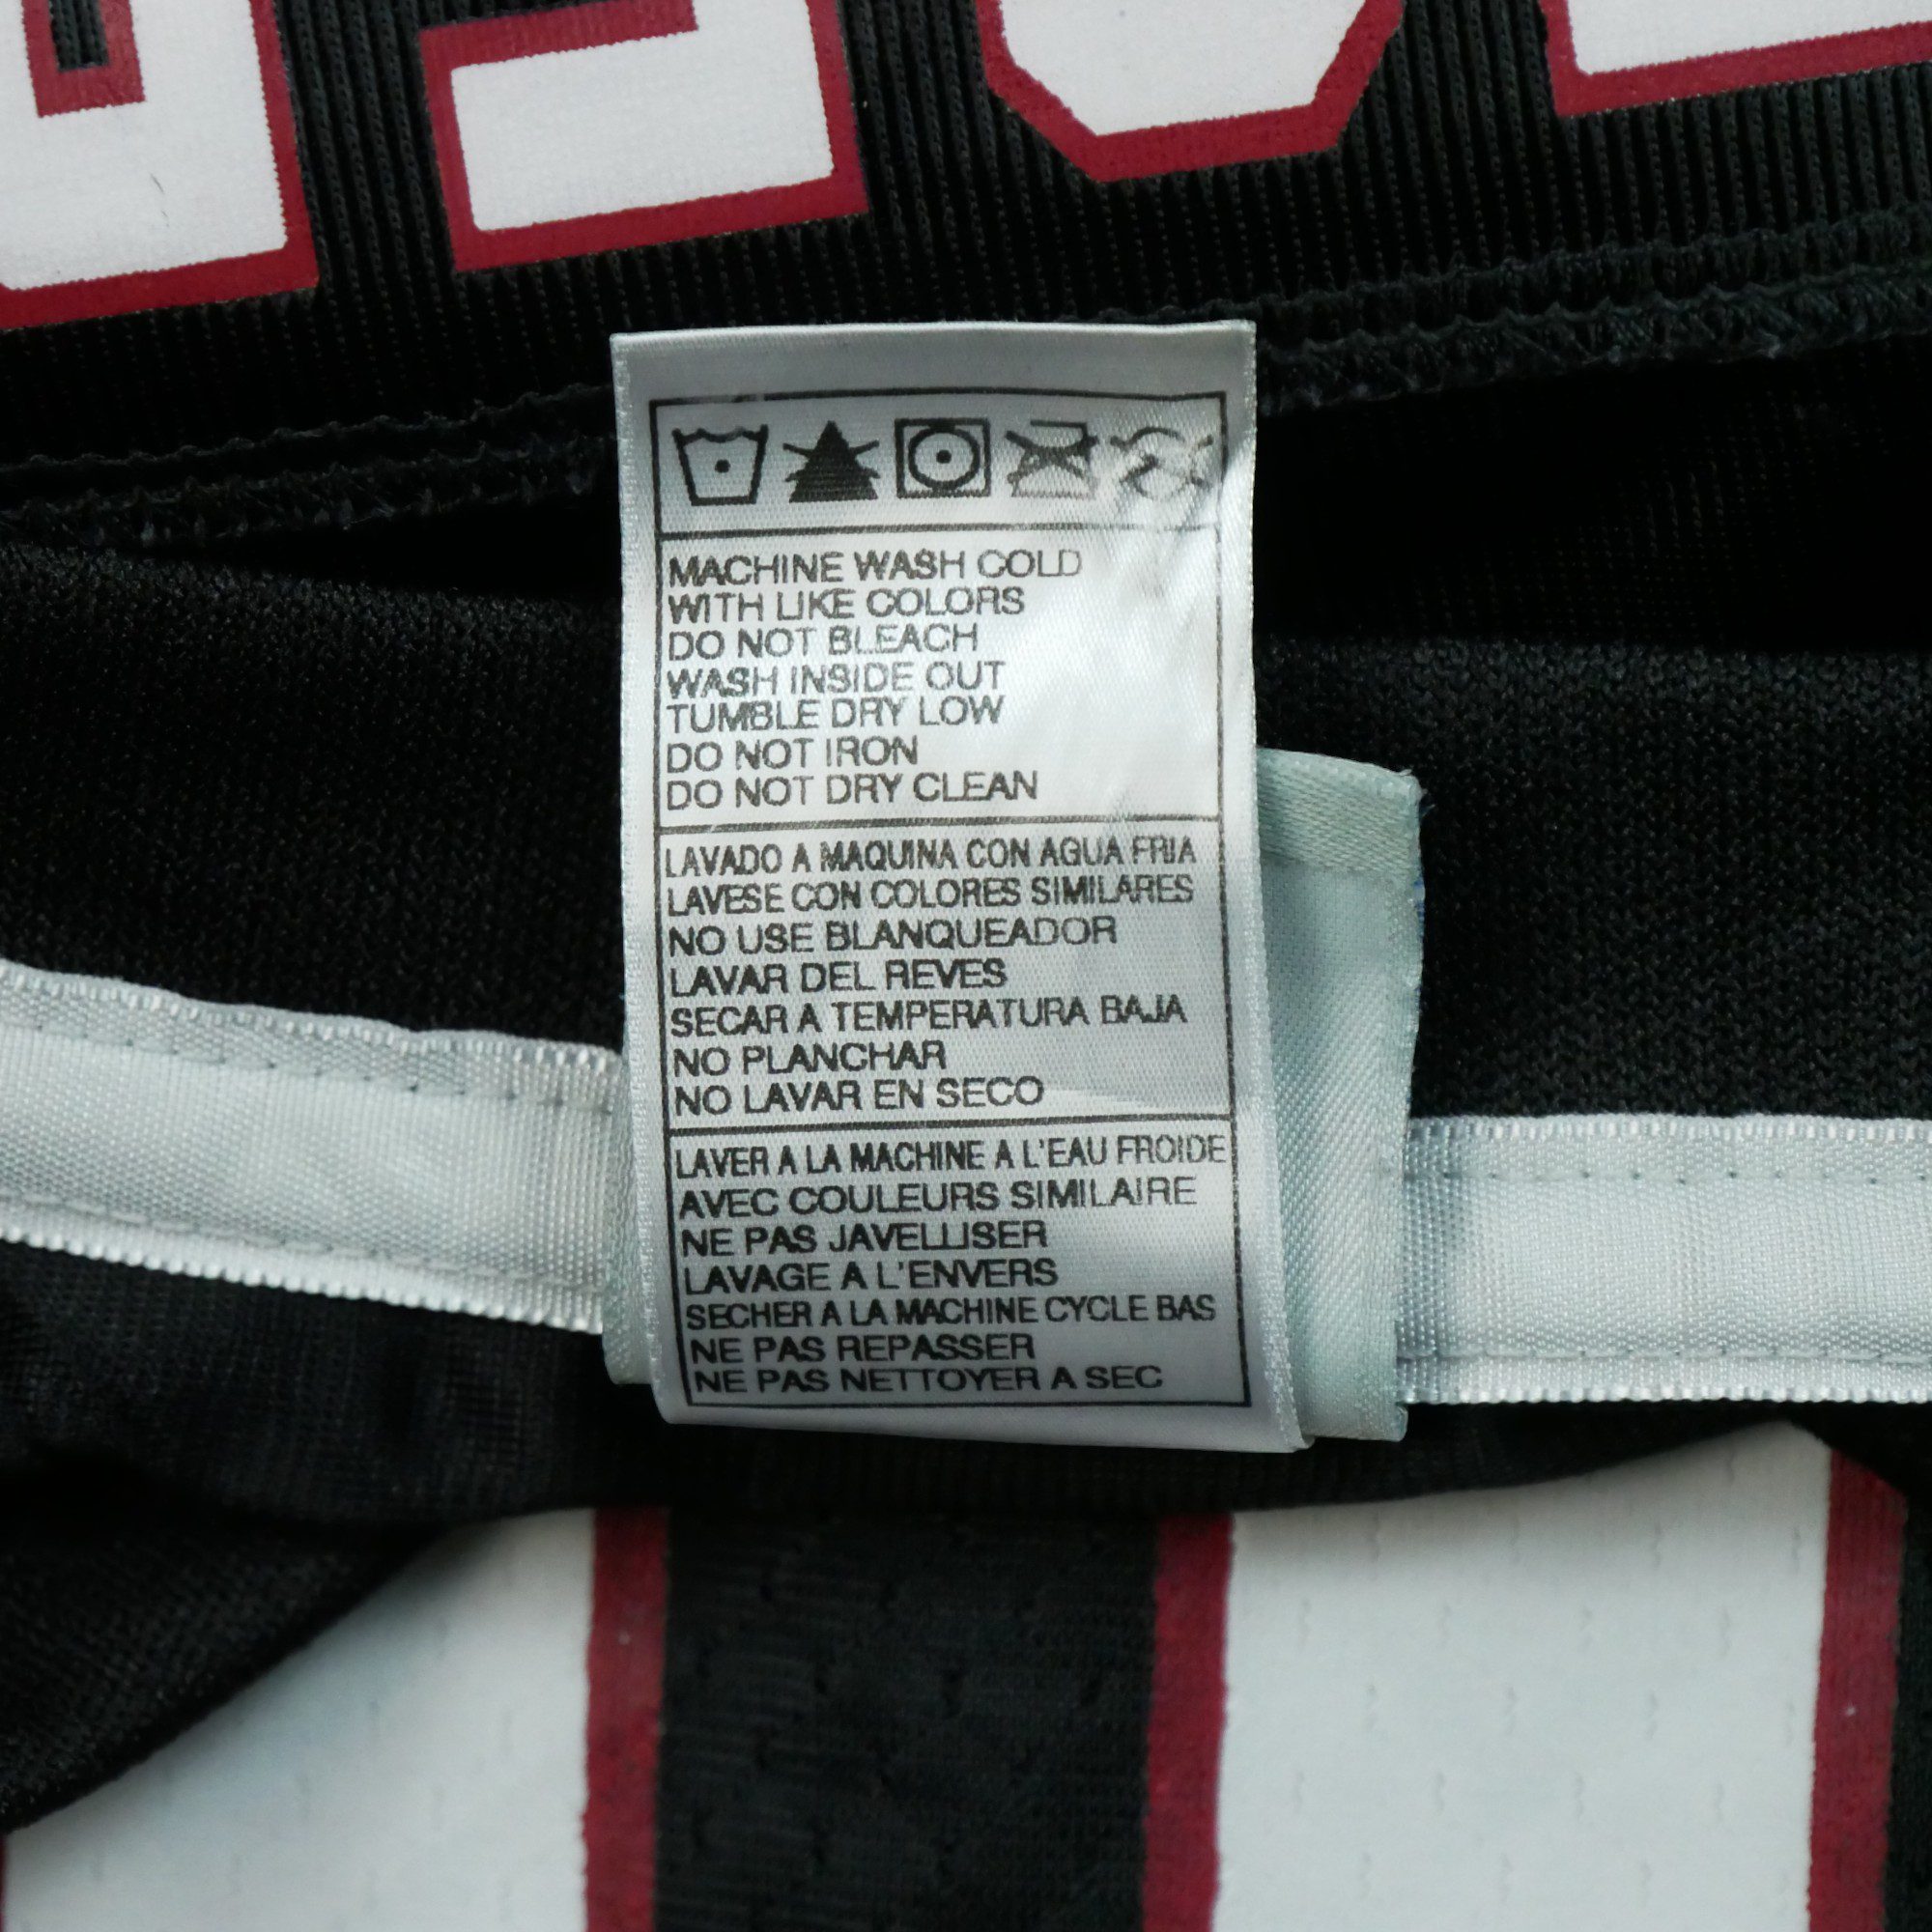 MACHINE WASH COLD
WITH LIKE COLORS
DO NOT BLEACH
WASH INSIDE OUT
TUMBLE DRY LOW
DO NOT IRON
DO NOT DRY CLEAN
LAVADO A MAQUINA CON AGUA FRIA
LAVESE CON COLORES SIMILARES
NO USE BLANQUEADOR
LAVAR DEL REVES
SECAR A TEMPERATURA BAJA
NO PLANCHAR
NO LAVAR EN SECO
LAVER A LA MACHINE A L'EAU FROIDE
AVEC COULEURS SIMILAIRE
NE PAS JAVELLISER
LAVAGE A L'ENVERS
SECHER A LA MACHINE CYCLE BAS
NE PAS REPASSER
NE PAS NETTOYER A SEC